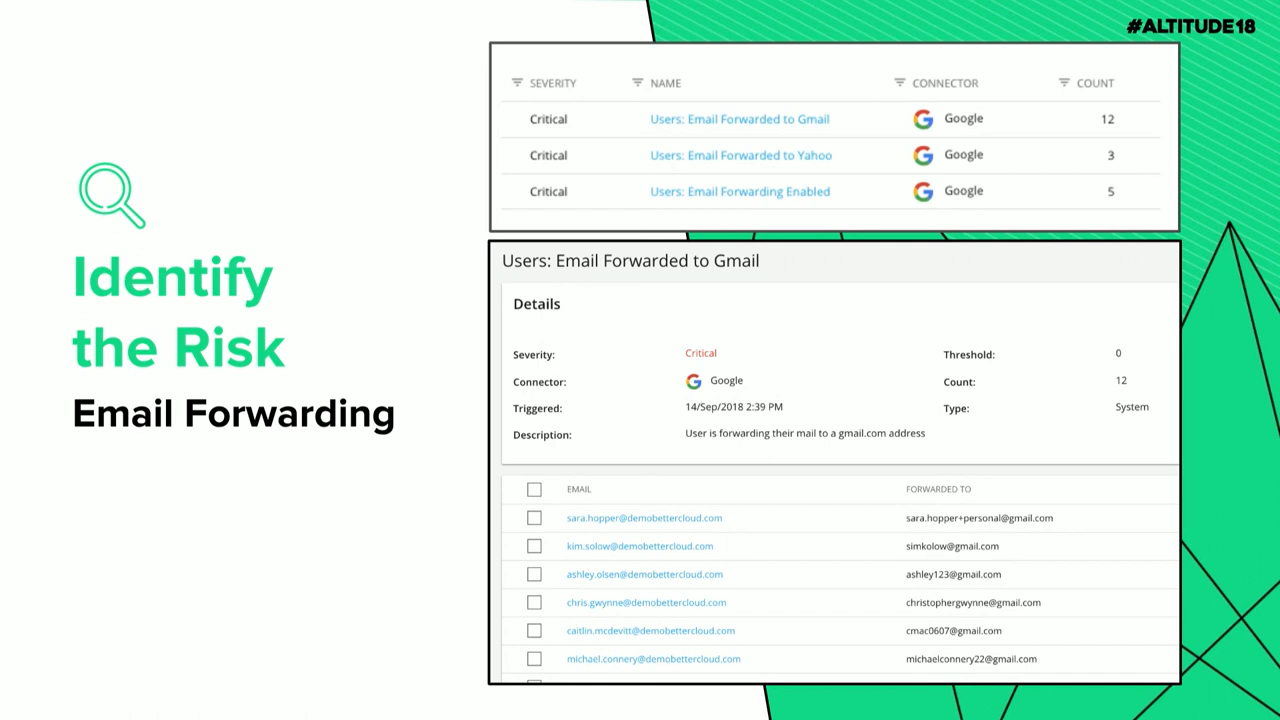 #ALTITUDE18
Identify
the Risk
Email Forwarding
SEVERITY NAME CONNECTOR COUNT
Critical Users: Email Forwarded to Gmail Google 12
Critical Users: Email Forwarded to Yahoo Google 3
Critical Users: Email Forwarding Enabled Google 5
Users: Email Forwarded to Gmail
Details
Severity: Critical Threshold: 0
Connector: Google Count: 12
Triggered: 14/Sep/2018 2:39 PM Type: System
Description: User is forwarding their mail to a gmail.com address
EMAIL FORWARDED TO
sara.hopper@demobettercloud.com sara.hopper+personal@gmail.com
kim.solow@demobettercloud.com simkolow@gmail.com
ashley.olsen@demobettercloud.com ashley123@gmail.com
chris.gwynne@demobettercloud.com christophergwynne@gmail.com
caitlin.mcdevitt@demobettercloud.com cmac0607@gmail.com
michael.connery@demobettercloud.com michaelconnery22@gmail.com